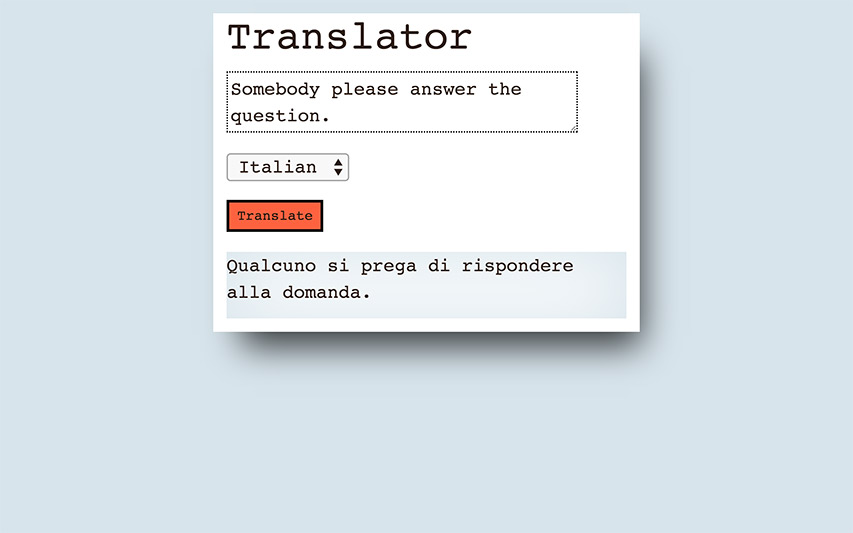 Translator
Somebody please answer the
question.
Italian
Translate
Qualcuno si prega di rispondere
alla domanda.